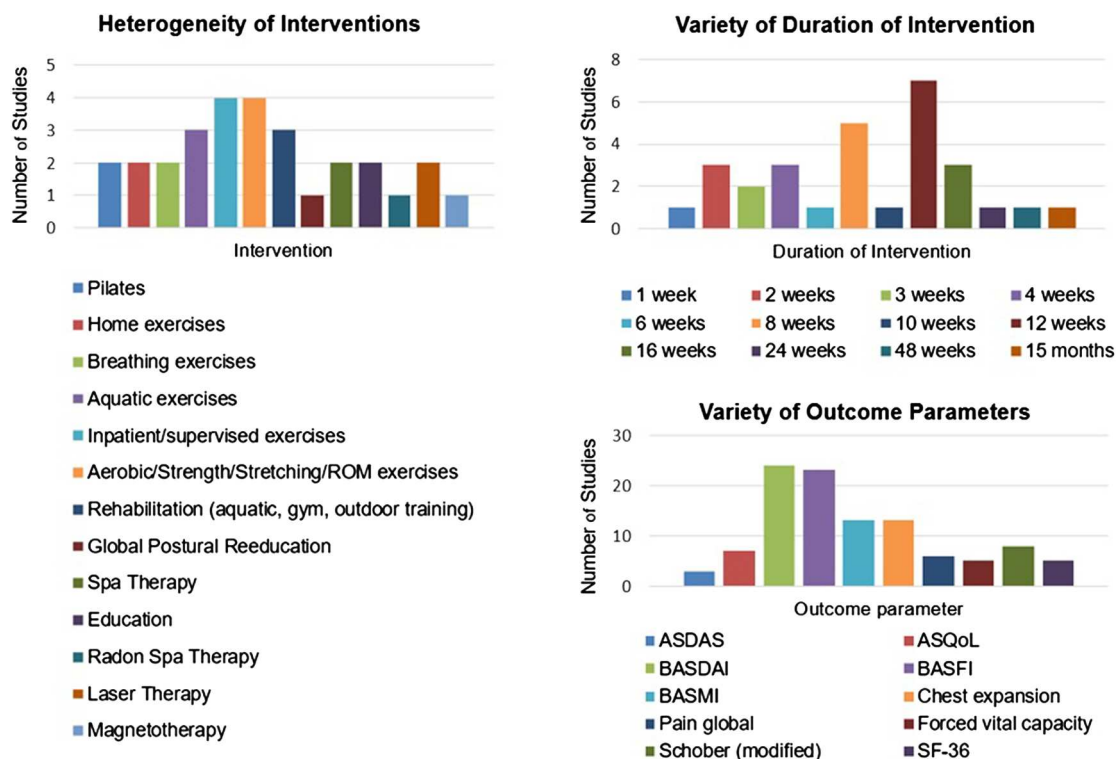 Heterogeneity of Interventions
Number of Studies
5
4
3
2
1
0
Intervention
Pilates
Home exercises
Breathing exercises
Aquatic exercises
Inpatient/supervised exercises
Aerobic/Strength/Stretching/ROM exercises
Rehabilitation (aquatic, gym, outdoor training)
Global Postural Reeducation
Spa Therapy
Education
Radon Spa Therapy
Laser Therapy
Magnetotherapy
Variety of Duration of Intervention
Number of Studies
8
6
4
2
0
Duration of Intervention
1 week 2 weeks 3 weeks 4 weeks
6 weeks 8 weeks 10 weeks 12 weeks
16 weeks 24 weeks 48 weeks 15 months
Variety of Outcome Parameters
Number of Studies
30
20
10
0
Outcome parameter
ASDAS ASQoL
BASDAI BASFI
BASMI Chest expansion
Pain global Forced vital capacity
Schober (modified) SF-36